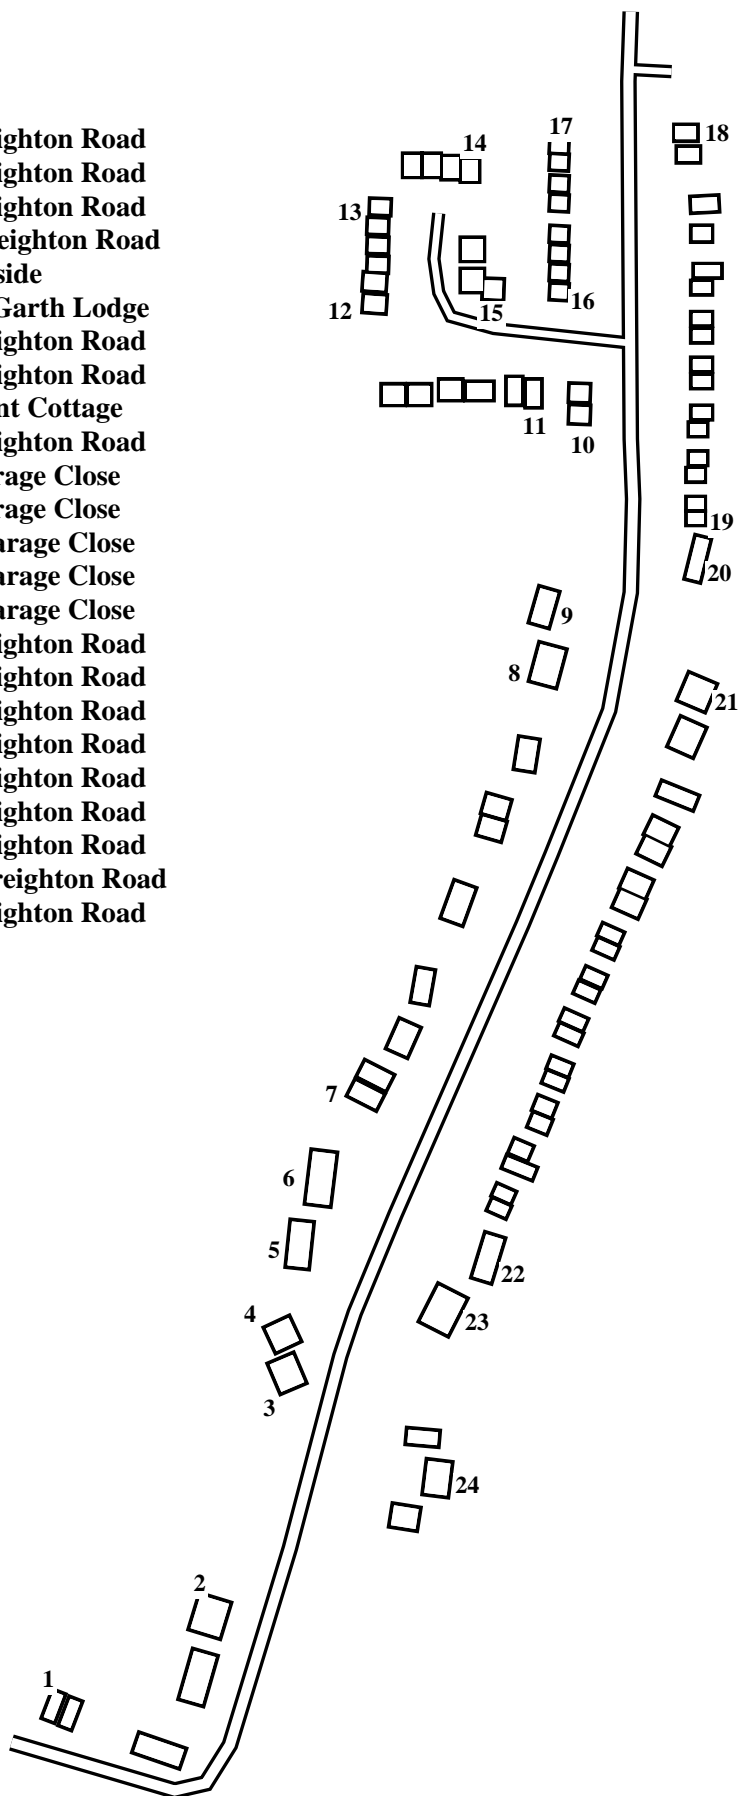 ighton Road
ighton Road
ighton Road
eighton Road
side
Garth Lodge
ighton Road
ighton Road
nt Cottage
ighton Road
rage Close
rage Close
arage Close
arage Close
arage Close
ighton Road
ighton Road
ighton Road
ighton Road
ighton Road
ighton Road
ighton Road
reighton Road
ighton Road
17
18
14
13
12
15
16
11
10
19
20
9
8
21
7
6
5
22
4
23
3
24
2
1